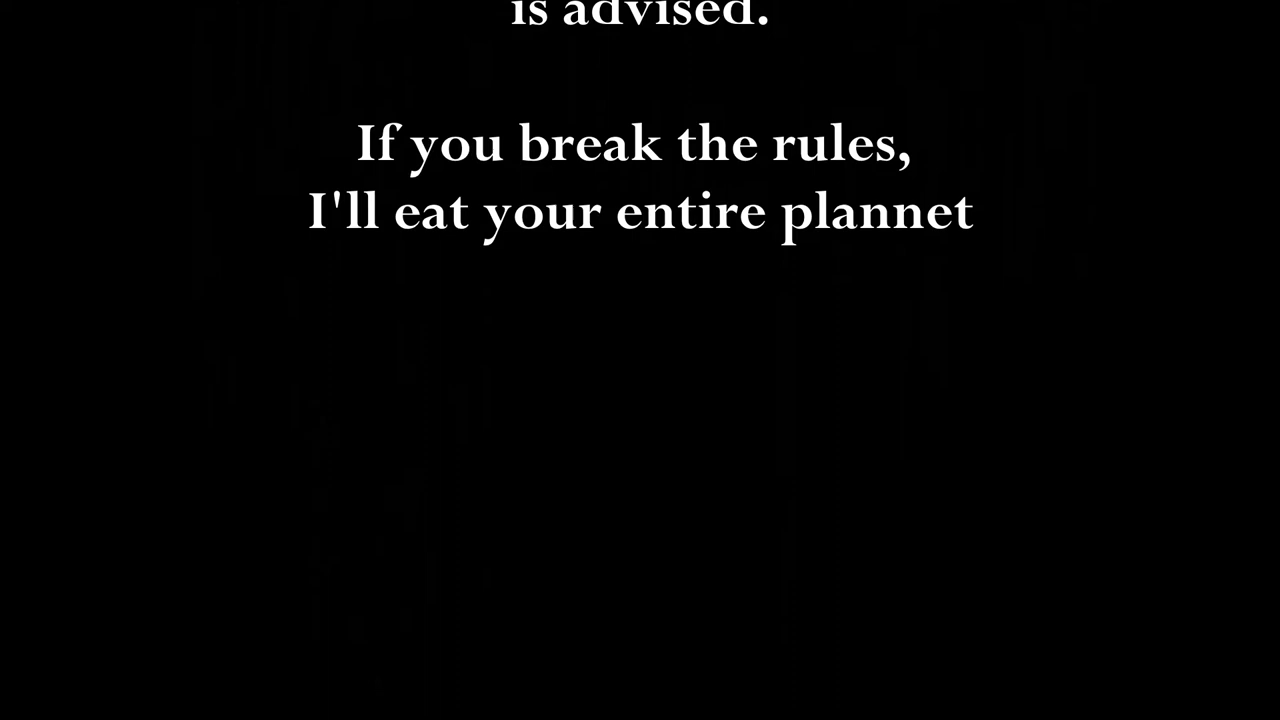 is advised.
If you break the rules,
I'll eat your entire plannet